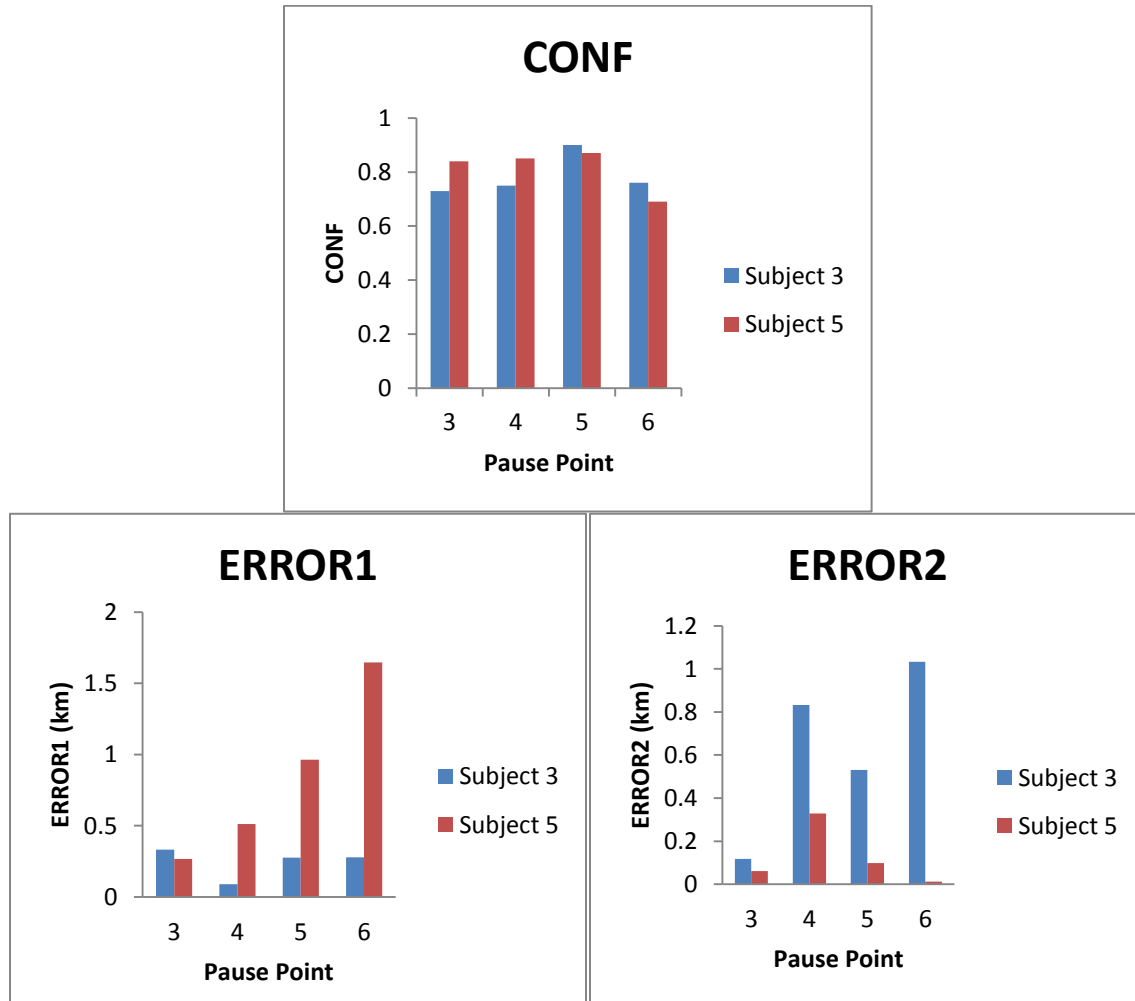 CONF
1
0.8
0.6
0.4
0.2
0
CONF
3 4 5 6
Pause Point
Subject 3
Subject 5
ERROR1
2
1.5
1
0.5
0
ERROR1 (km)
3 4 5 6
Pause Point
Subject 3
Subject 5
ERROR2
1.2
1
0.8
0.6
0.4
0.2
0
ERROR2 (km)
3 4 5 6
Pause Point
Subject 3
Subject 5